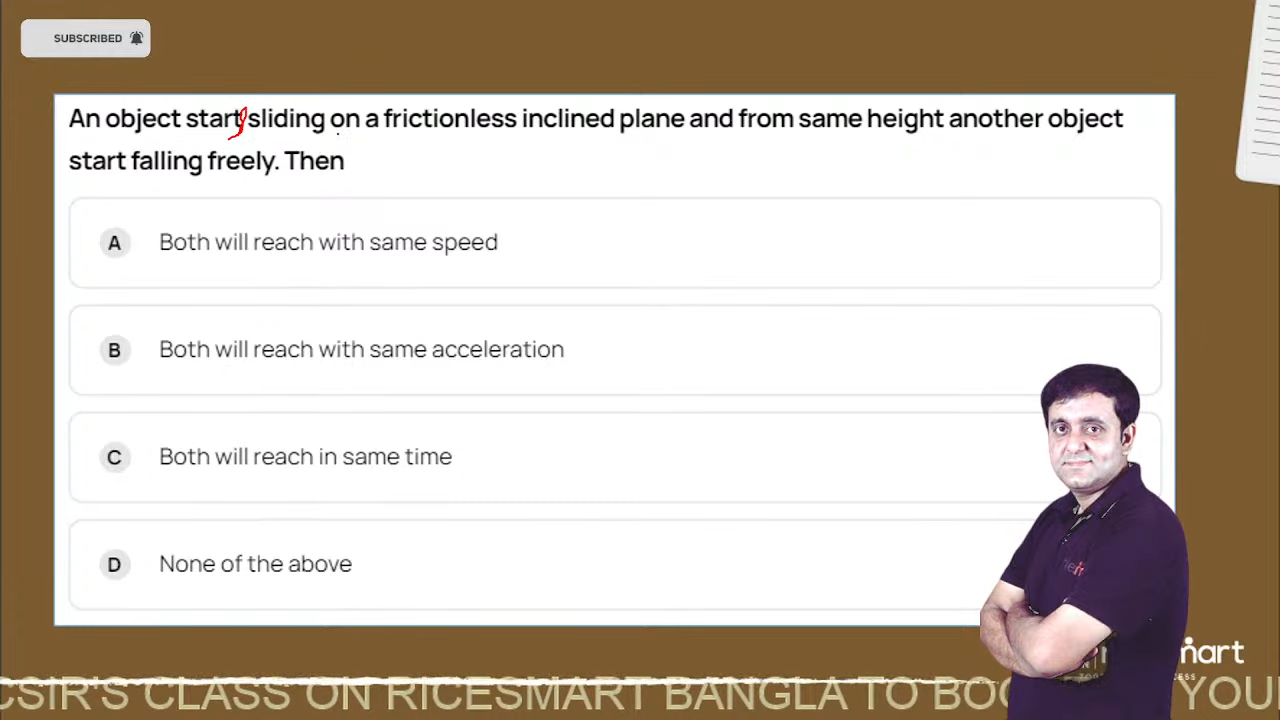 SUBSCRIBED
An object start sliding on a frictionless inclined plane and from same height another object
start falling freely. Then
A Both will reach with same speed
B Both will reach with same acceleration
C Both will reach in same time
D None of the above
CSIR'S CLASS ON RICESMART BANGLA TO BOO YOU